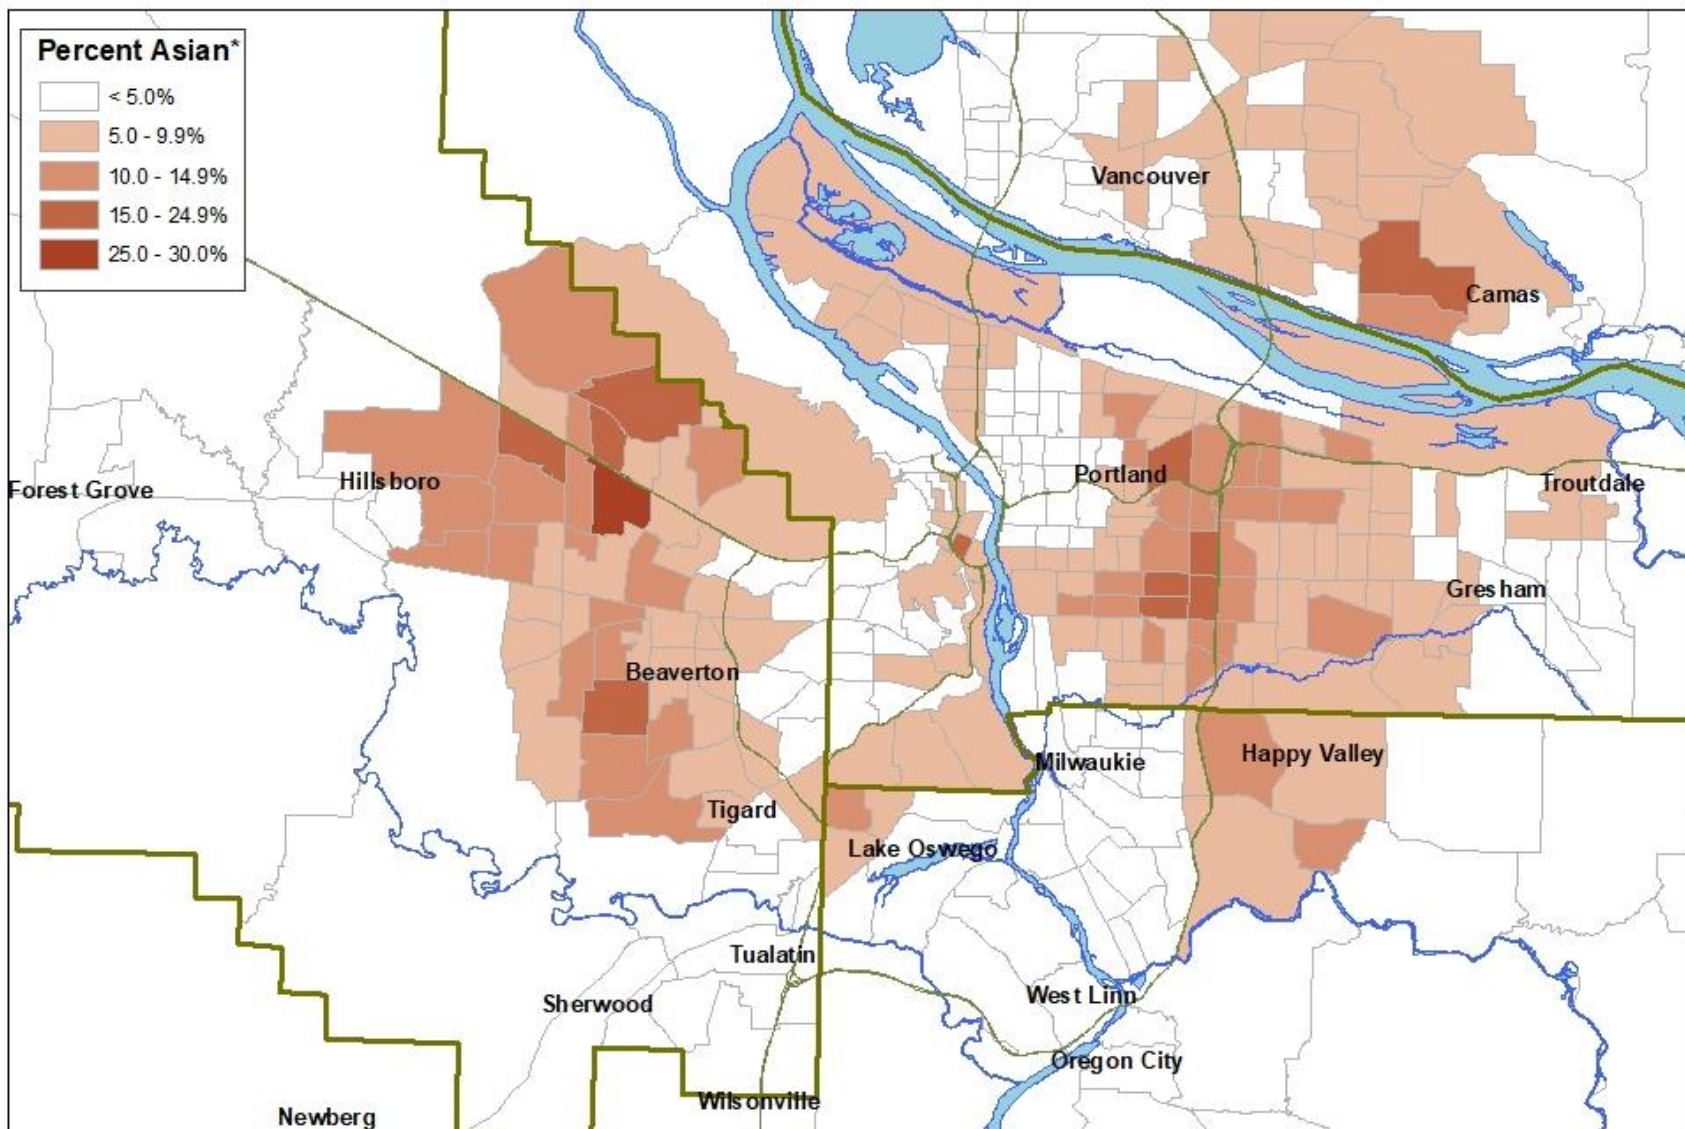 Percent Asian*
< 5.0%
5.0 - 9.9%
10.0 - 14.9%
15.0 - 24.9%
25.0 - 30.0%
Vancouver
Camas
Portland
Hillsboro
Forest Grove
Troutdale
Gresham
Beaverton
Happy Valley
Milwaukie
Tigard
Lake Oswego
Tualatin
West Linn
Sherwood
Oregon City
Wilsonville
Newberg